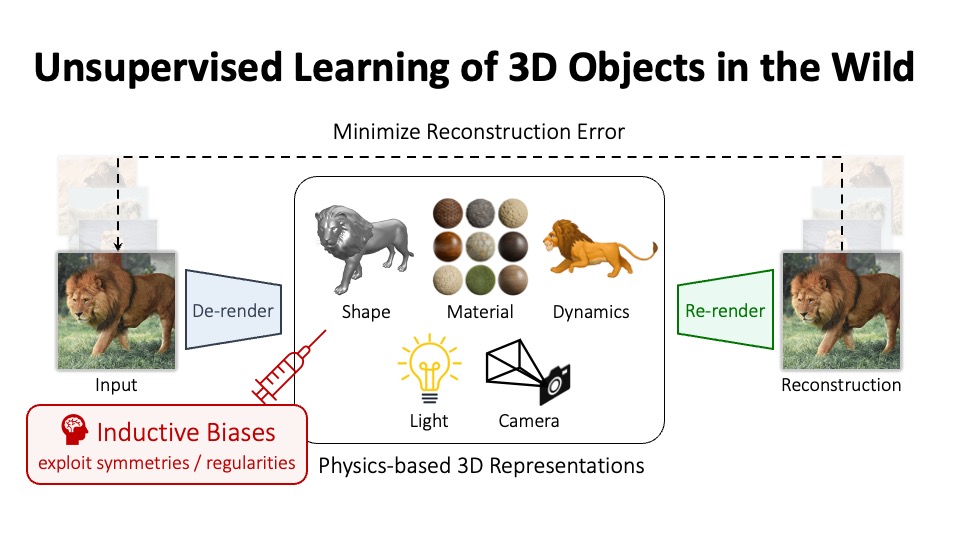 Unsupervised Learning of 3D Objects in the Wild
Minimize Reconstruction Error
De-render
Shape
Material
Dynamics
Re-render
Input
Light
Camera
Reconstruction
Inductive Biases
exploit symmetries / regularities
Physics-based 3D Representations